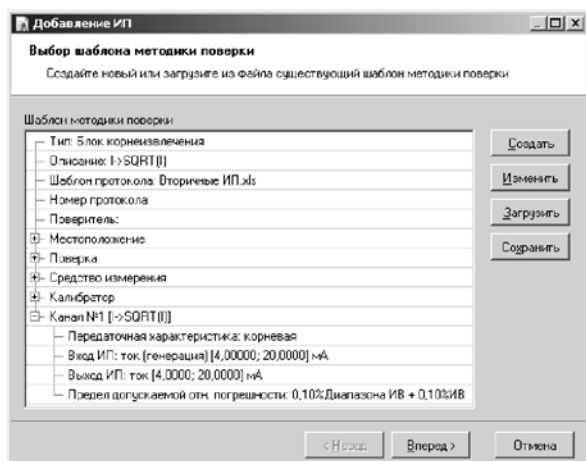 Добавление ИП
Выбор шаблона методики поверки
Создайте новый или загрузите из файла существующий шаблон методики поверки
Шаблон методики поверки
Тип: Блок корнеизвлечения
Описание: I->SQRT(I)
Шаблон протокола: Вторичные ИП.xls
Номер протокола:
Поверитель:
Местоположение
Поверка
Средство измерения
Калибратор
Канал №1 [I->SQRT(I)]
Передаточная характеристика: корневая
Вход ИП: ток (генерация) [4,00000; 20,0000] мА
Выход ИП: ток [4,0000; 20,0000] мА
Предел допускаемой отн. погрешности: 0,10%Диапазона ИВ + 0,10%ИВ
Создать
Изменить
Загрузить
Сохранить
< Назад
Вперед >
Отмена